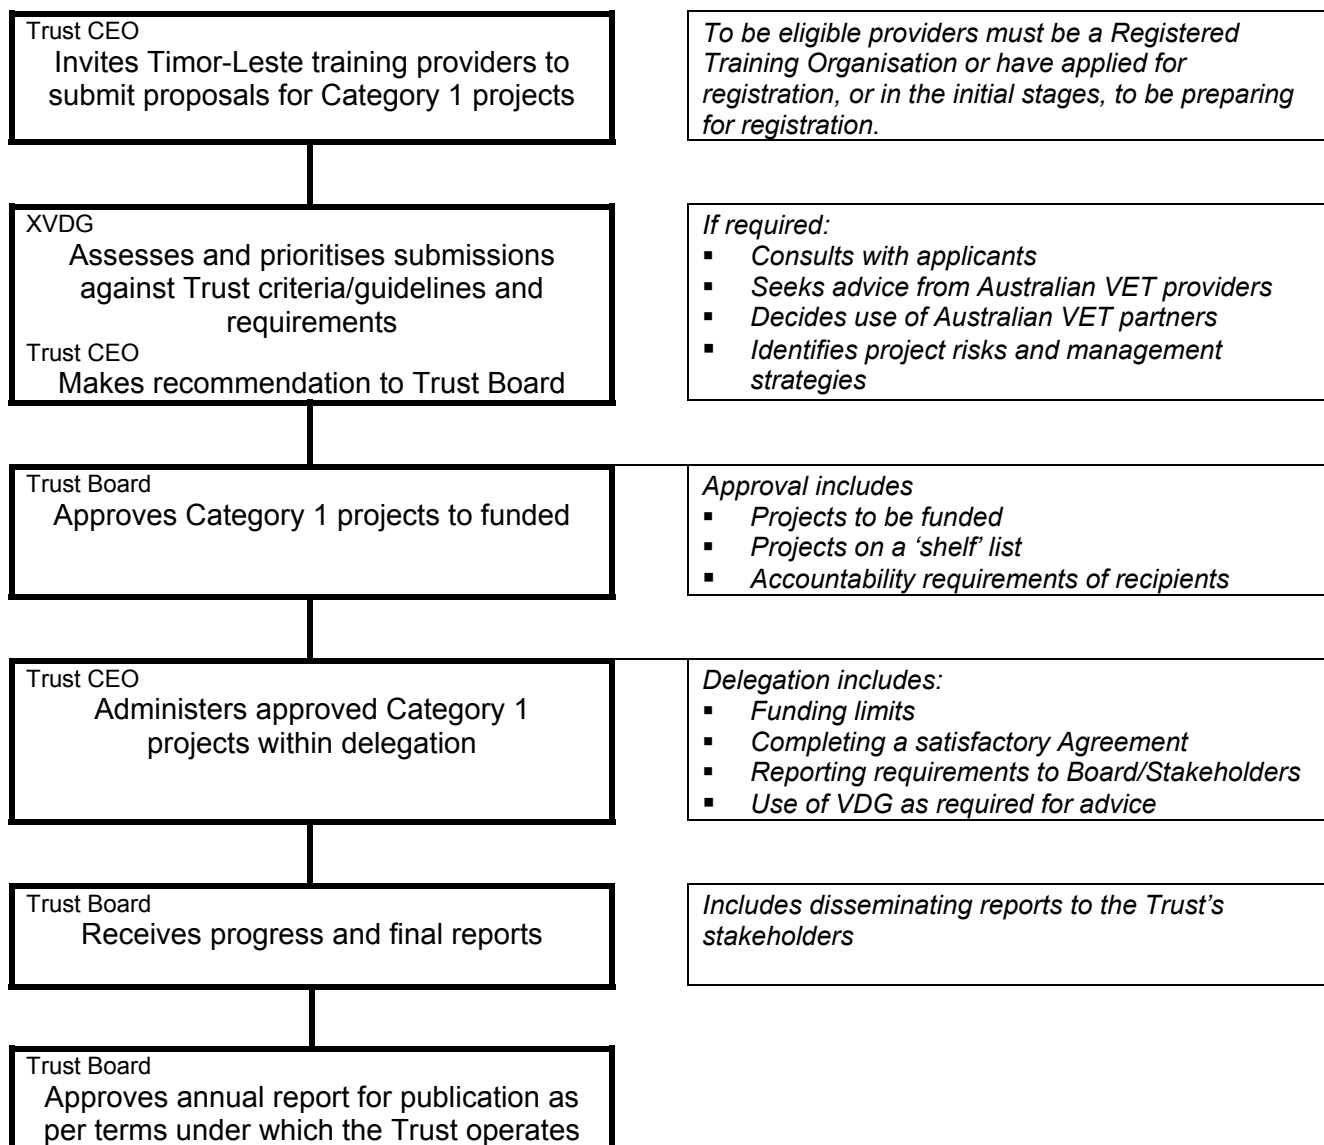 Trust CEO
Invites Timor-Leste training providers to
submit proposals for Category 1 projects
To be eligible providers must be a Registered
Training Organisation or have applied for
registration, or in the initial stages, to be preparing
for registration.
XVDG
Assesses and prioritises submissions
against Trust criteria/guidelines and
requirements
Trust CEO
Makes recommendation to Trust Board
If required:
▪ Consults with applicants
▪ Seeks advice from Australian VET providers
▪ Decides use of Australian VET partners
▪ Identifies project risks and management
strategies
Trust Board
Approves Category 1 projects to funded
Approval includes
▪ Projects to be funded
▪ Projects on a ‘shelf’ list
▪ Accountability requirements of recipients
Trust CEO
Administers approved Category 1
projects within delegation
Delegation includes:
▪ Funding limits
▪ Completing a satisfactory Agreement
▪ Reporting requirements to Board/Stakeholders
▪ Use of VDG as required for advice
Trust Board
Receives progress and final reports
Includes disseminating reports to the Trust’s
stakeholders
Trust Board
Approves annual report for publication as
per terms under which the Trust operates